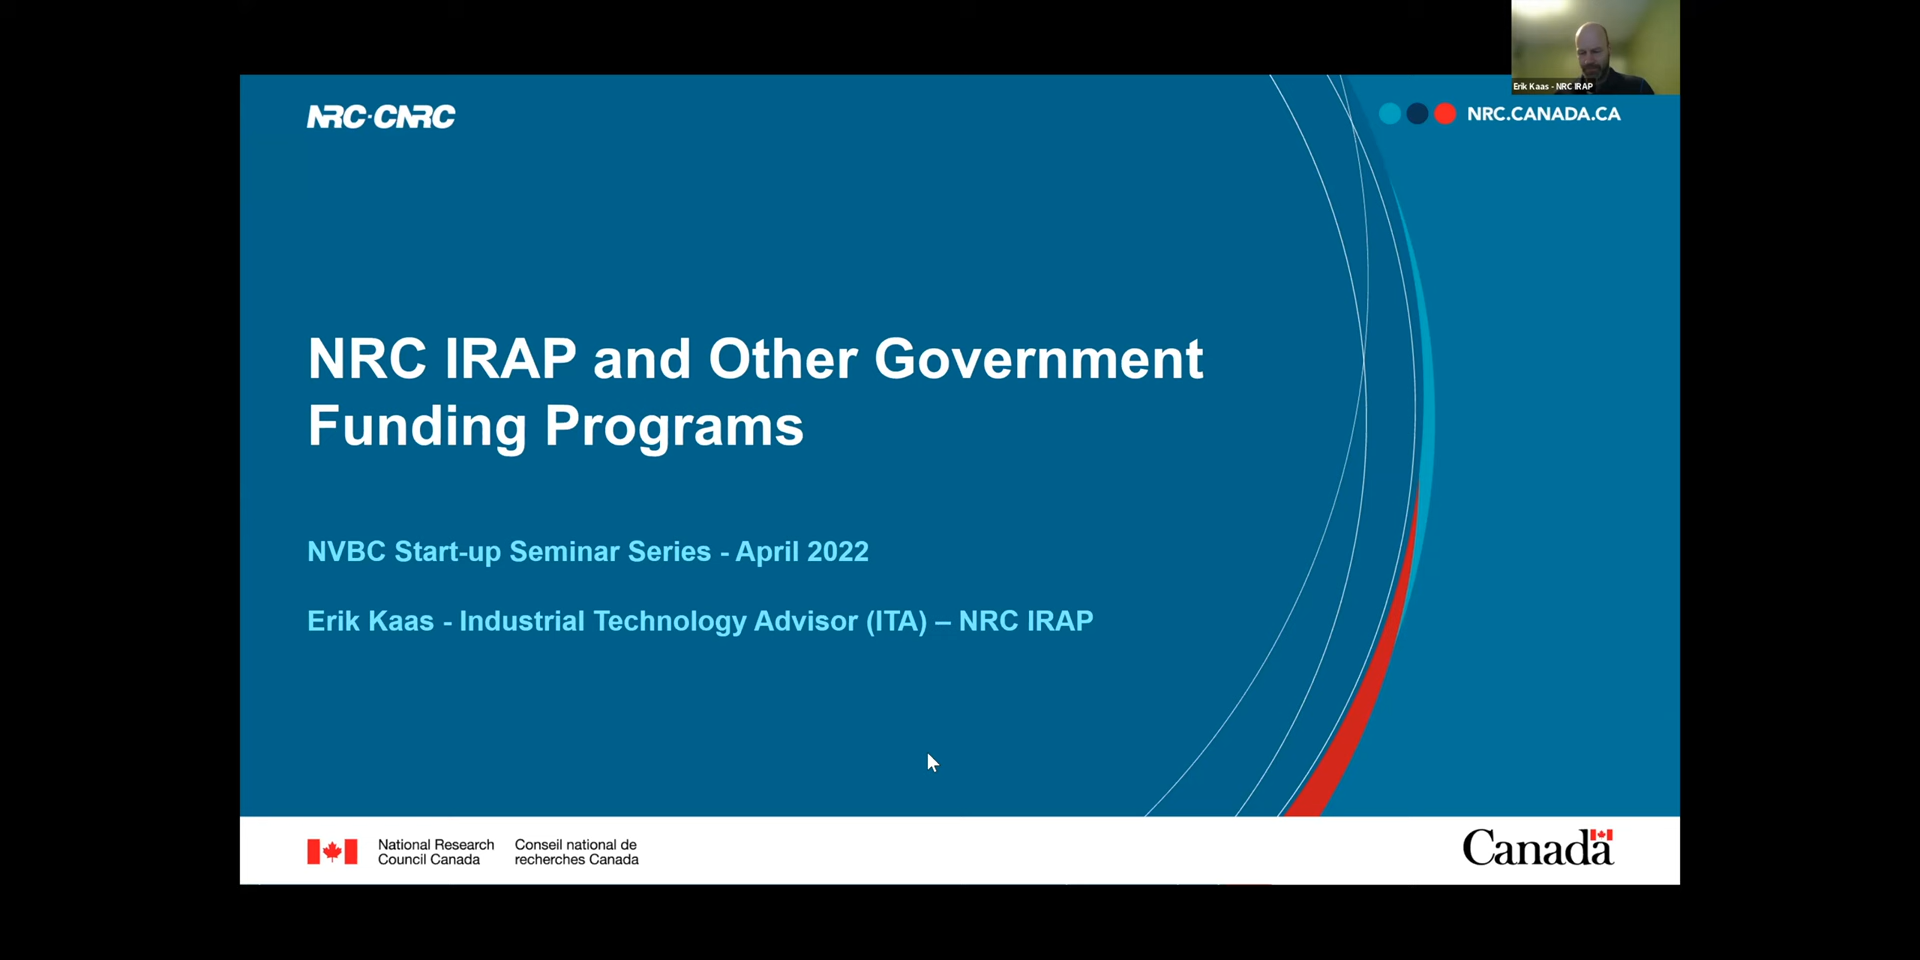 Erik Kaas - NRC IRAP
NRC·CNRC
NRC.CANADA.CA
NRC IRAP and Other Government
Funding Programs
NVBC Start-up Seminar Series - April 2022
Erik Kaas - Industrial Technology Advisor (ITA) – NRC IRAP
National Research
Council Canada
Conseil national de
recherches Canada
Canada